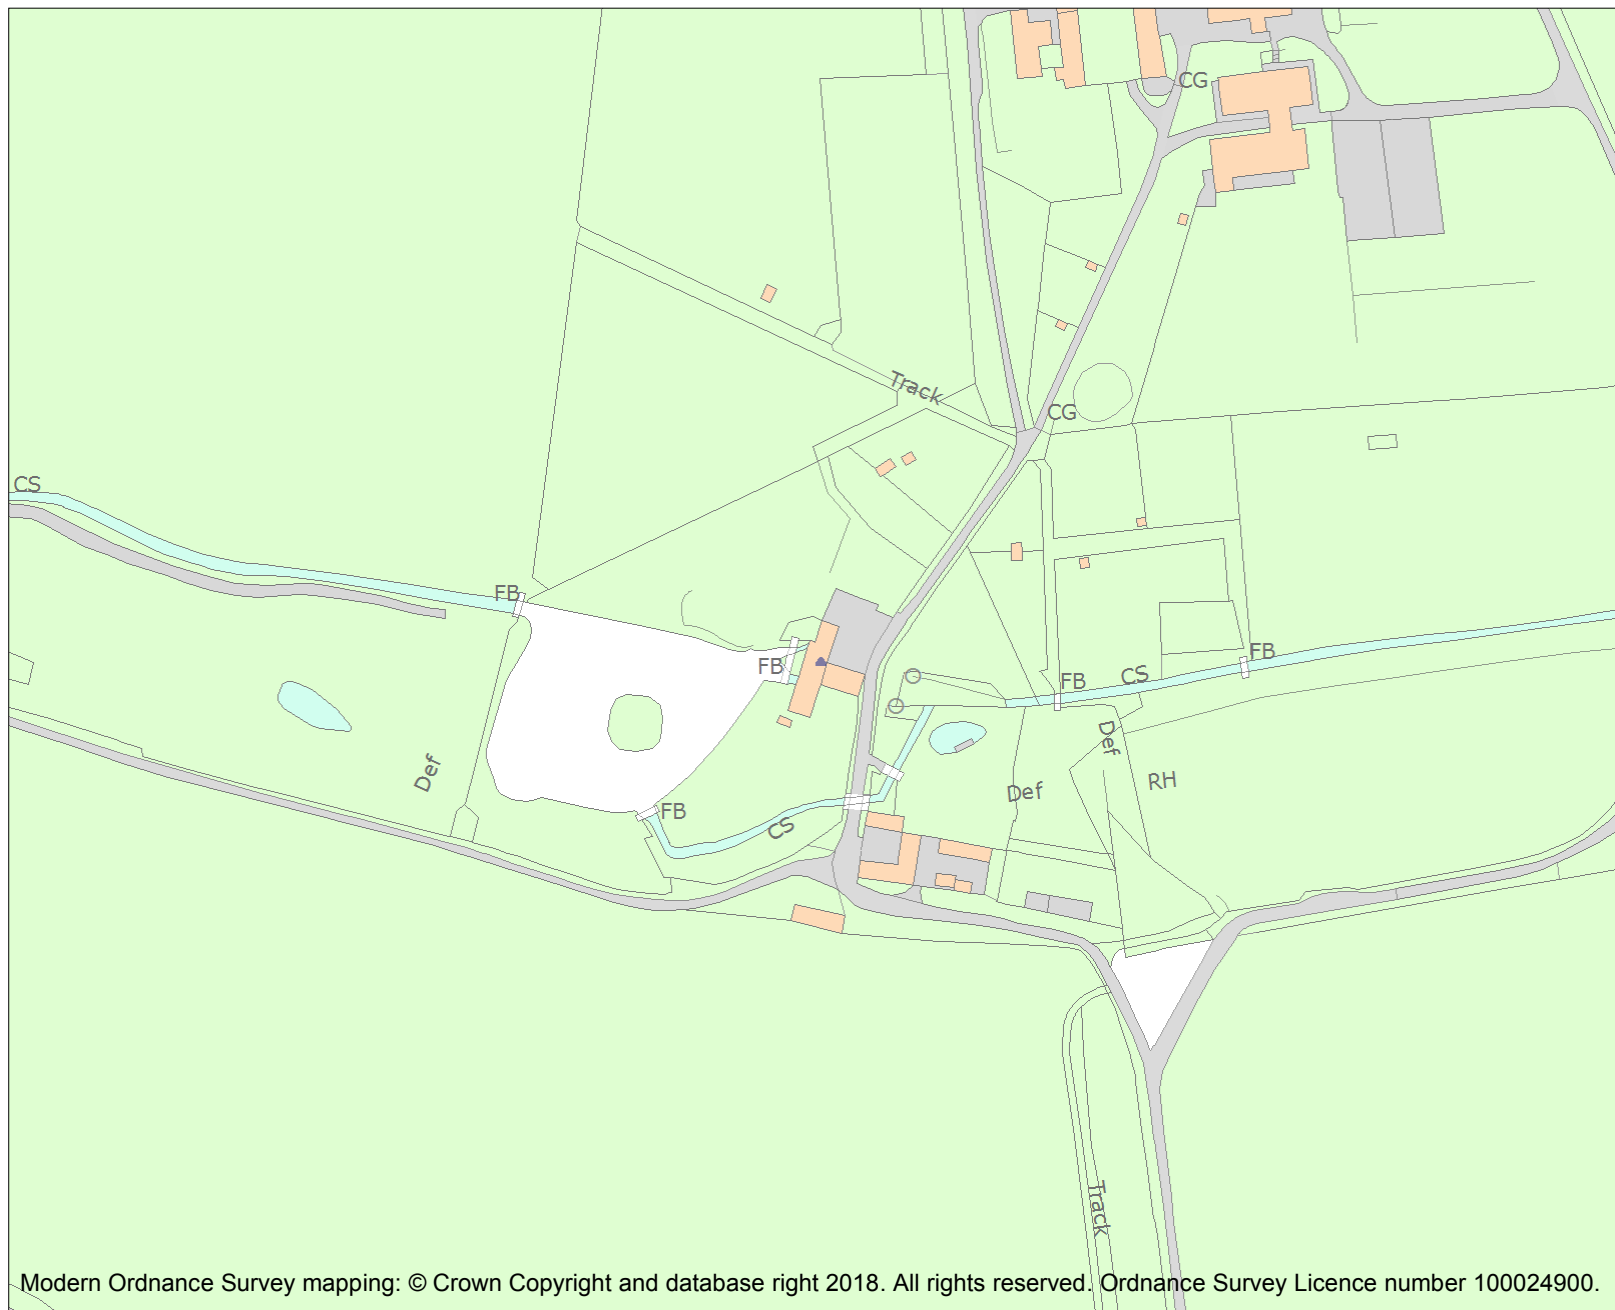 CG
Track
CG
CS
FB
FB
FB
FB
CS
Def
Def
RH
Def
FB
CS
Track
Modern Ordnance Survey mapping: © Crown Copyright and database right 2018. All rights reserved. Ordnance Survey Licence number 100024900.